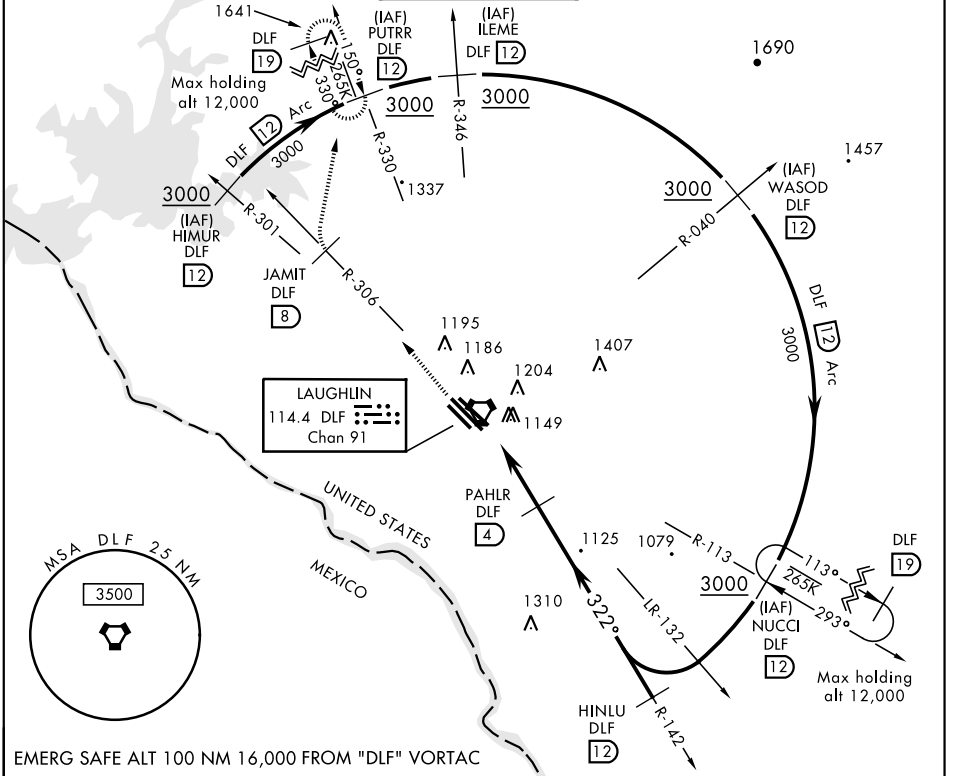 1641
DLF
19
Max holding
alt 12,000
150°
265K
330°
(IAF)
PUTRR
DLF
12
(IAF)
ILEME
DLF 12
3000
3000
R-346
R-330
1337
1690
1457
DLF 12 Arc
3000
3000
(IAF)
HIMUR
DLF
12
R-301
JAMIT
DLF
8
R-306
3000
(IAF)
WASOD
DLF
12
R-040
DLF 12 Arc
3000
1195
1186
1204
1407
1149
LAUGHLIN
114.4 DLF
Chan 91
UNITED STATES
MEXICO
PAHLR
DLF
4
1125
1079
R-113
113°
265K
293°
DLF
19
3000
(IAF)
NUCCI
DLF
12
Max holding
alt 12,000
1310
322°
LR-132
HINLU
DLF
12
R-142
MSA DLF 25 NM
3500
EMERG SAFE ALT 100 NM 16,000 FROM "DLF" VORTAC